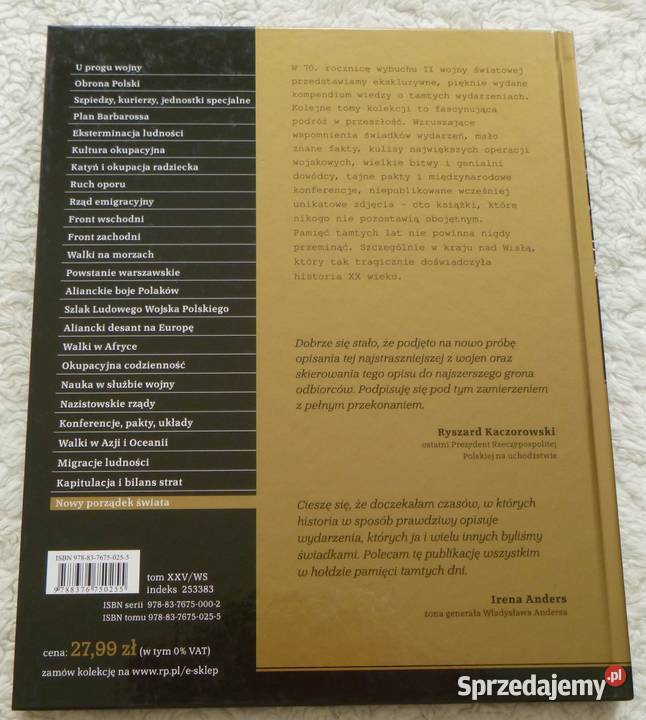 U progu wojny
Obrona Polski
Szpiedzy, kurierzy, jednostki specjalne
Plan Barbarossa
Eksterminacja ludności
Kultura okupacyjna
Katyń i okupacja radziecka
Ruch oporu
Rząd emigracyjny
Front wschodni
Front zachodni
Walki na morzach
Powstanie warszawskie
Alianckie boje Polaków
Szlak Ludowego Wojska Polskiego
Aliancki desant na Europę
Walki w Afryce
Okupacyjna codzienność
Nauka w służbie wojny
Nazistowskie rządy
Konferencje, pakty, układy
Walki w Azji i Oceanii
Migracje ludności
Kapitulacja i bilans strat
Nowy porządek świata
ISBN 978-83-7675-025-5
9788376750255
tom XXV/WS
indeks 253383
ISBN serii 978-83-7675-000-2
ISBN tomu 978-83-7675-025-5
cena: 27,99 zł (w tym 0% VAT)
zamów kolekcję na www.rp.pl/e-sklep
W 70. rocznicę wybuchu II wojny światowej
przedstawiamy ekskluzywne, pięknie wydane
kompendium wiedzy o tamtych wydarzeniach.
Kolejne tomy kolekcji to fascynująca
podróż w przeszłość. Wzruszające
wspomnienia świadków wydarzeń, mało
znane fakty, kulisy największych operacji
wojskowych, wielkie bitwy i genialni
dowódcy, tajne pakty i międzynarodowe
konferencje, niepublikowane wcześniej
unikatowe zdjęcia – oto książki, które
nikogo nie pozostawią obojętnym.
Pamięć tamtych lat nie powinna nigdy
przeminąć. Szczególnie w kraju nad Wisłą,
który tak tragicznie doświadczyła
historia XX wieku.
Dobrze się stało, że podjęto na nowo próbę
opisania tej najstraszniejszej z wojen oraz
skierowania tego opisu do najszerszego grona
odbiorców. Podpisuję się pod tym zamierzeniem
z pełnym przekonaniem.
Ryszard Kaczorowski
ostatni Prezydent Rzeczypospolitej
Polskiej na uchodźstwie
Cieszę się, że doczekałam czasów, w których
historia w sposób prawdziwy opisuje
wydarzenia, których ja i wielu innych byliśmy
świadkami. Polecam tę publikację wszystkim
w hołdzie pamięci tamtych dni.
Irena Anders
żona generała Władysława Andersa
Sprzedajemy.pl